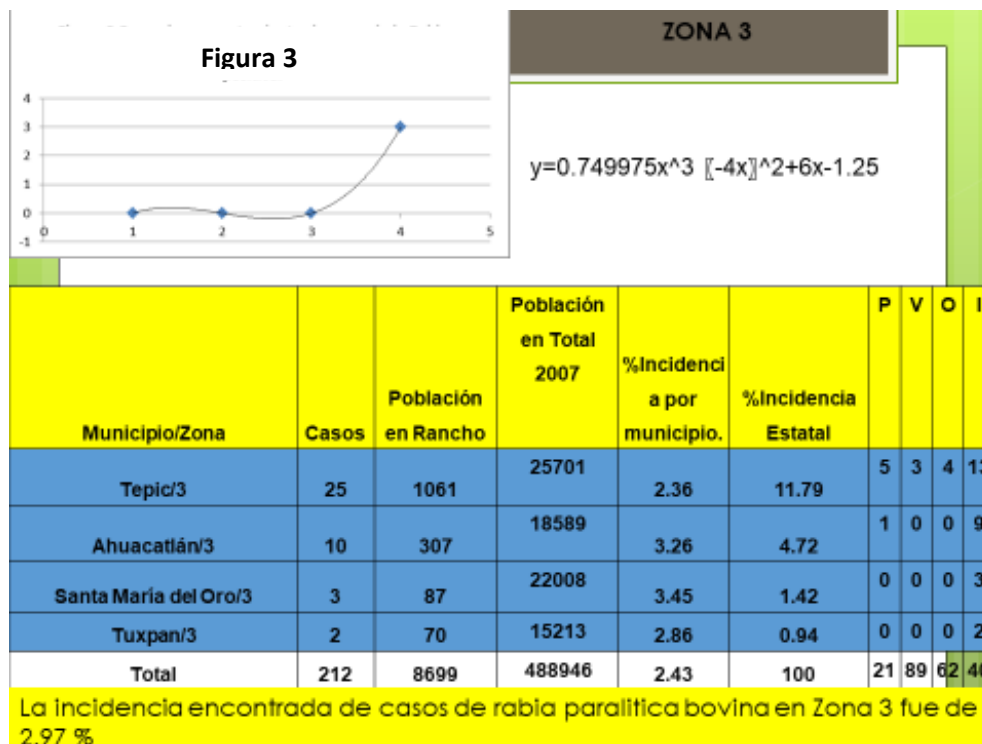 Figura 3
ZONA 3
4
3
2
1
0
-1
0
1
2
3
4
5
y=0.749975x^3 〖-4x〗^2+6x-1.25
Municipio/Zona Casos Población en Rancho Población en Total 2007 %Incidencia por municipio. %Incidencia Estatal P V O I
Tepic/3 25 1061 25701 2.36 11.79 5 3 4 13
Ahuacatlán/3 10 307 18589 3.26 4.72 1 0 0 9
Santa María del Oro/3 3 87 22008 3.45 1.42 0 0 0 3
Tuxpan/3 2 70 15213 2.86 0.94 0 0 0 2
Total 212 8699 488946 2.43 100 21 89 62 40
La incidencia encontrada de casos de rabia paralitica bovina en Zona 3 fue de
2.97 %